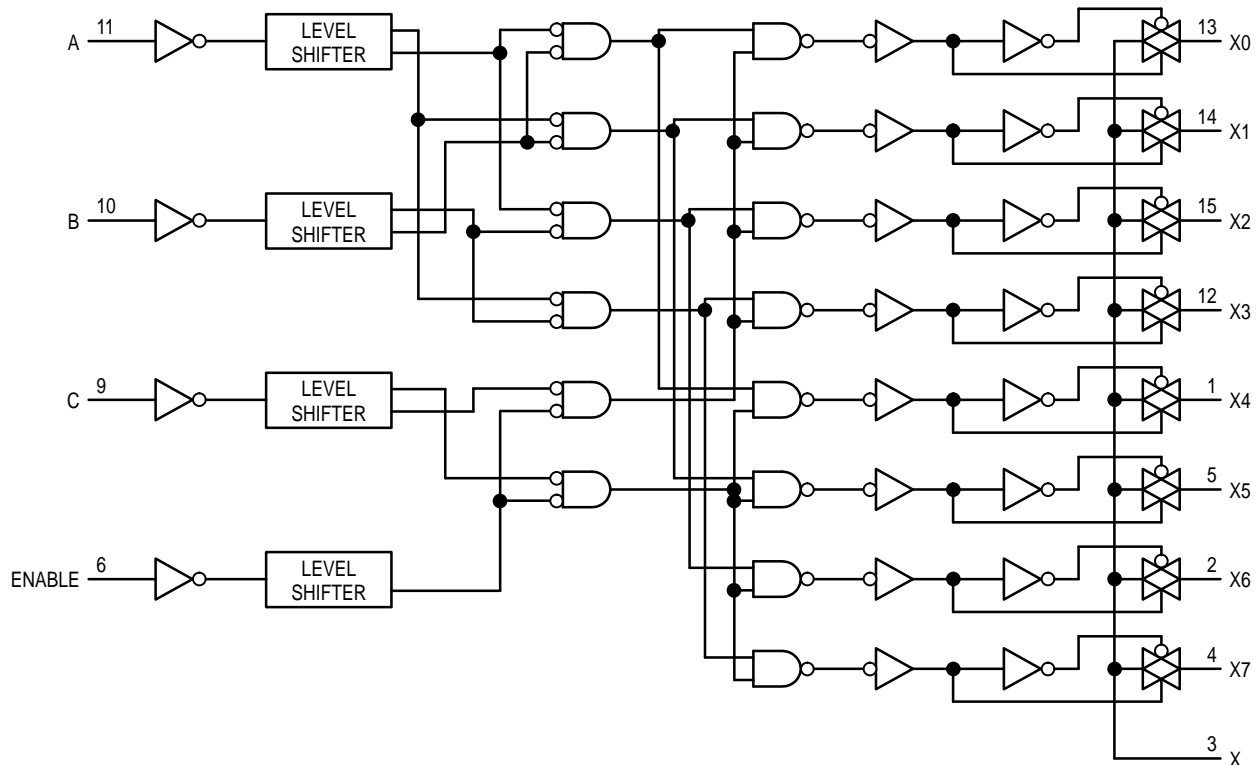 A
11
LEVEL
SHIFTER
13
X0
14
X1
B
10
LEVEL
SHIFTER
15
X2
12
X3
C
9
LEVEL
SHIFTER
1
X4
5
X5
ENABLE
6
LEVEL
SHIFTER
2
X6
4
X7
3
X